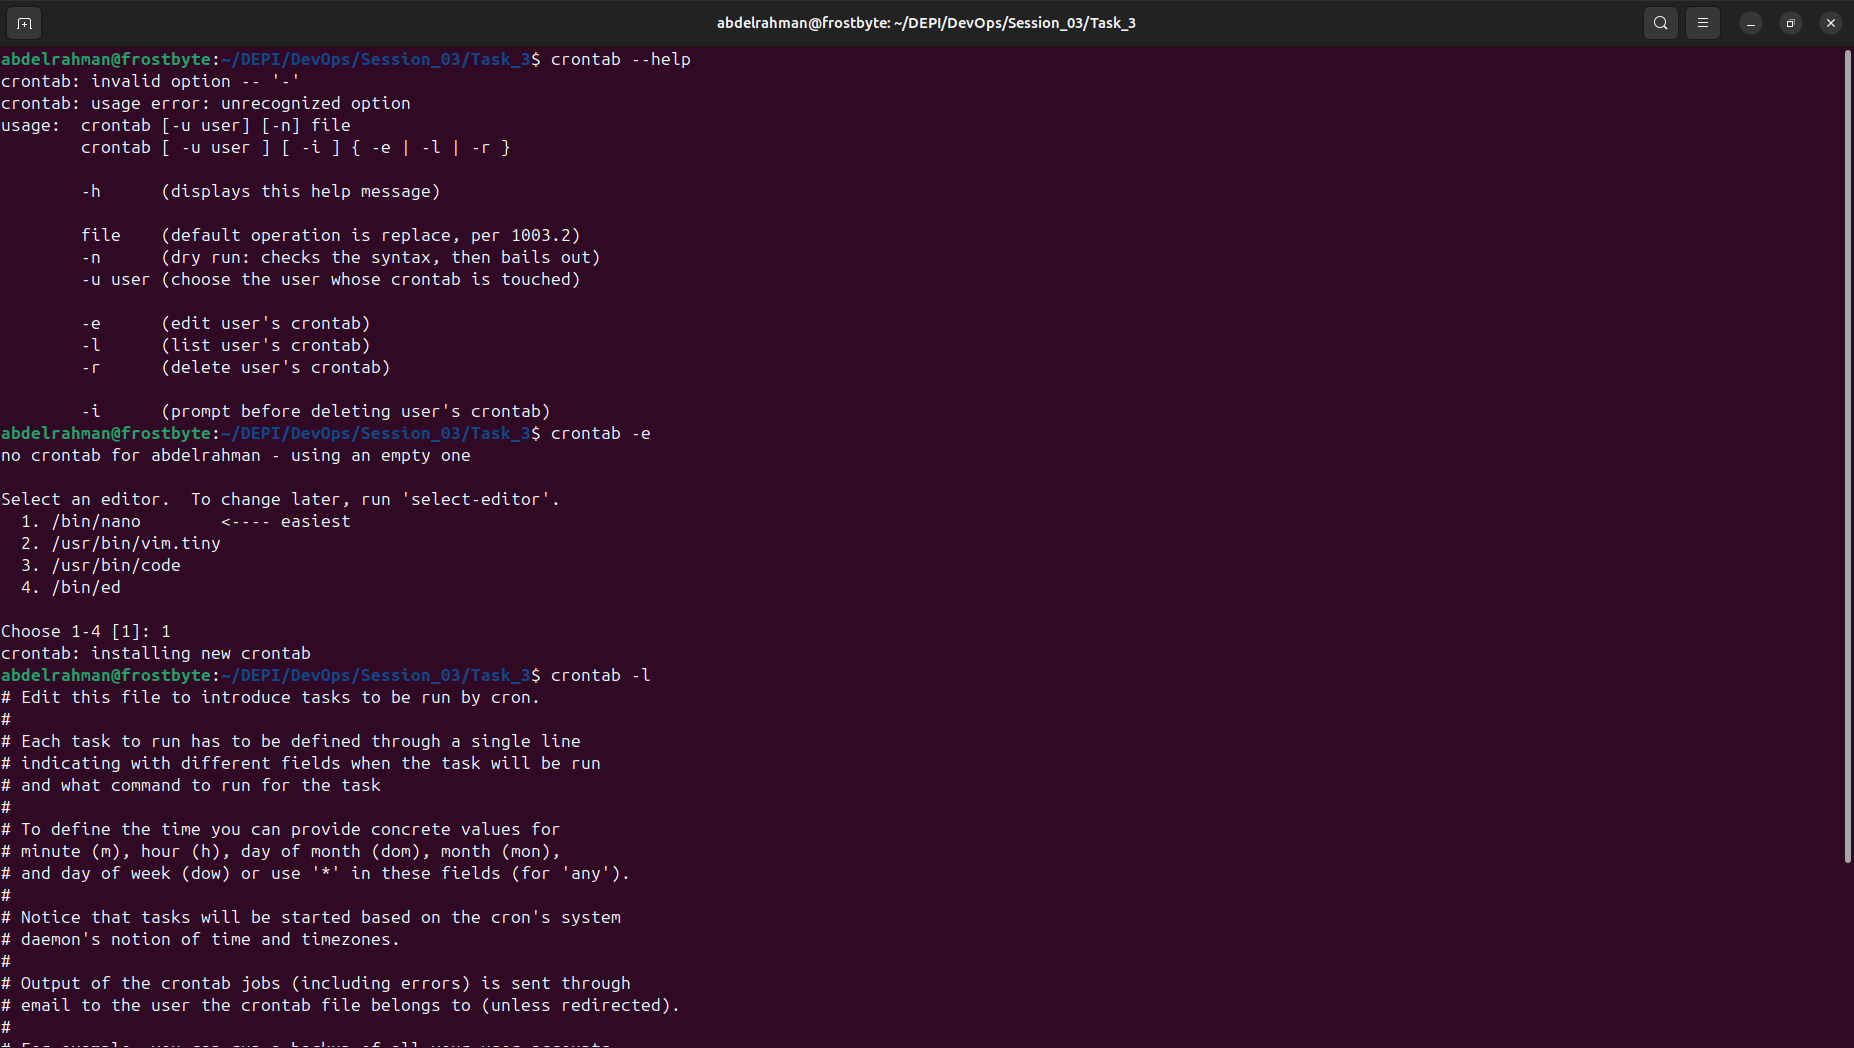 abdelrahman@frostbyte: ~/DEPI/DevOps/Session_03/Task_3
abdelrahman@frostbyte:~/DEPI/DevOps/Session_03/Task_3$ crontab --help
crontab: invalid option -- '-'
crontab: usage error: unrecognized option
usage:  crontab [-u user] [-n] file
        crontab [ -u user ] [ -i ] { -e | -l | -r }
        -h      (displays this help message)
        file    (default operation is replace, per 1003.2)
        -n      (dry run: checks the syntax, then bails out)
        -u user (choose the user whose crontab is touched)
        -e      (edit user's crontab)
        -l      (list user's crontab)
        -r      (delete user's crontab)
        -i      (prompt before deleting user's crontab)
abdelrahman@frostbyte:~/DEPI/DevOps/Session_03/Task_3$ crontab -e
no crontab for abdelrahman - using an empty one
Select an editor.  To change later, run 'select-editor'.
  1. /bin/nano        <---- easiest
  2. /usr/bin/vim.tiny
  3. /usr/bin/code
  4. /bin/ed
Choose 1-4 [1]: 1
crontab: installing new crontab
abdelrahman@frostbyte:~/DEPI/DevOps/Session_03/Task_3$ crontab -l
# Edit this file to introduce tasks to be run by cron.
#
# Each task to run has to be defined through a single line
# indicating with different fields when the task will be run
# and what command to run for the task
#
# To define the time you can provide concrete values for
# minute (m), hour (h), day of month (dom), month (mon),
# and day of week (dow) or use '*' in these fields (for 'any').
#
# Notice that tasks will be started based on the cron's system
# daemon's notion of time and timezones.
#
# Output of the crontab jobs (including errors) is sent through
# email to the user the crontab file belongs to (unless redirected).
#
# For example, you can run a backup of all your user accounts